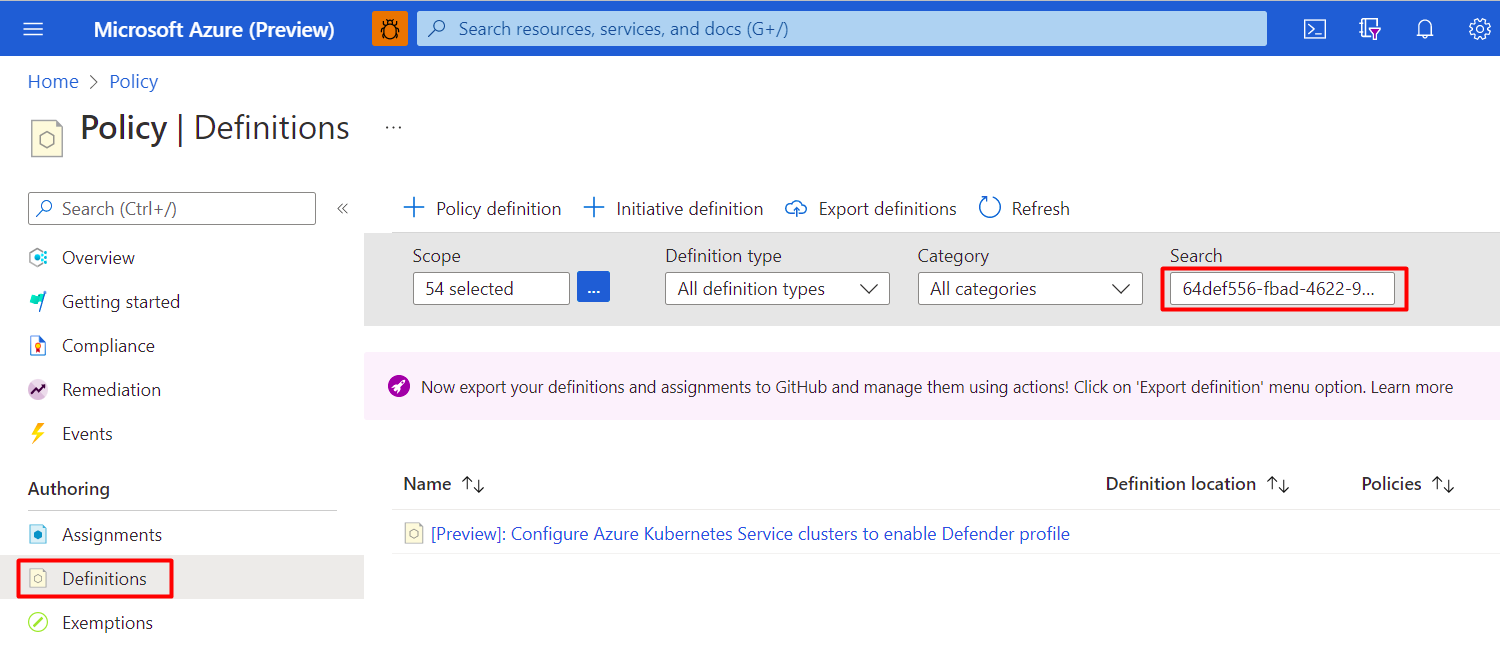 Microsoft Azure (Preview)
Search resources, services, and docs (G+/)
Home > Policy
Policy | Definitions ...
Search (Ctrl+/) «
Overview
Getting started
Compliance
Remediation
Events
Authoring
Assignments
Definitions
Exemptions
+ Policy definition + Initiative definition Export definitions Refresh
Scope Definition type Category Search
54 selected ... All definition types All categories 64def556-fbad-4622-9...
Now export your definitions and assignments to GitHub and manage them using actions! Click on 'Export definition' menu option. Learn more
Name ↑↓ Definition location ↑↓ Policies ↑↓
[Preview]: Configure Azure Kubernetes Service clusters to enable Defender profile